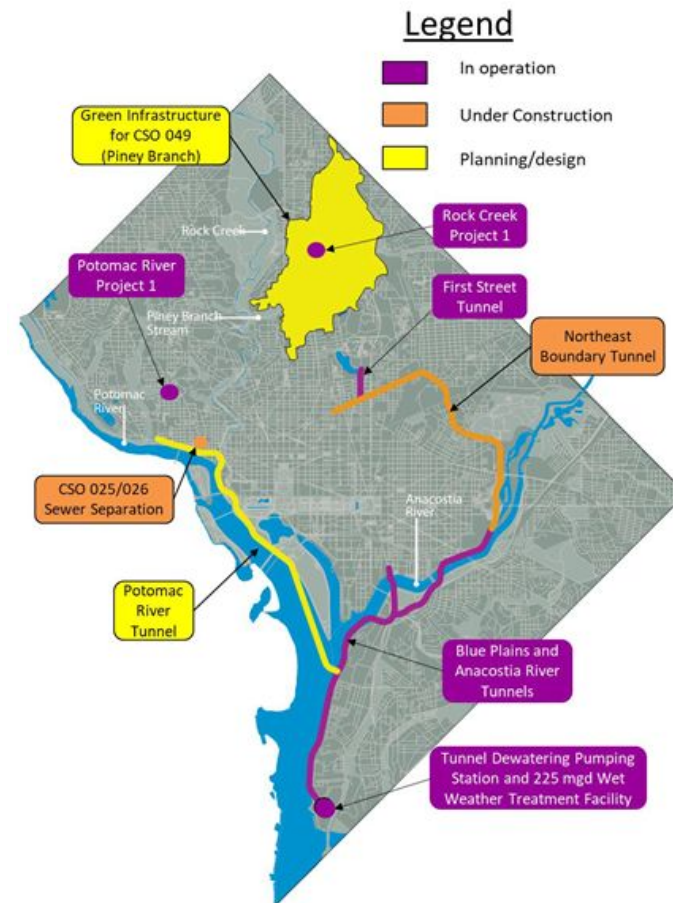 Legend
In operation
Under Construction
Planning/design
Green Infrastructure
for CSO 049
(Piney Branch)
Rock Creek
Rock Creek
Project 1
Potomac River
Project 1
First Street
Tunnel
Piney Branch
Stream
Northeast
Boundary Tunnel
Potomac
River
CSO 025/026
Sewer Separation
Anacostia
River
Potomac
River
Tunnel
Blue Plains and
Anacostia River
Tunnels
Tunnel Dewatering Pumping
Station and 225 mgd Wet
Weather Treatment Facility